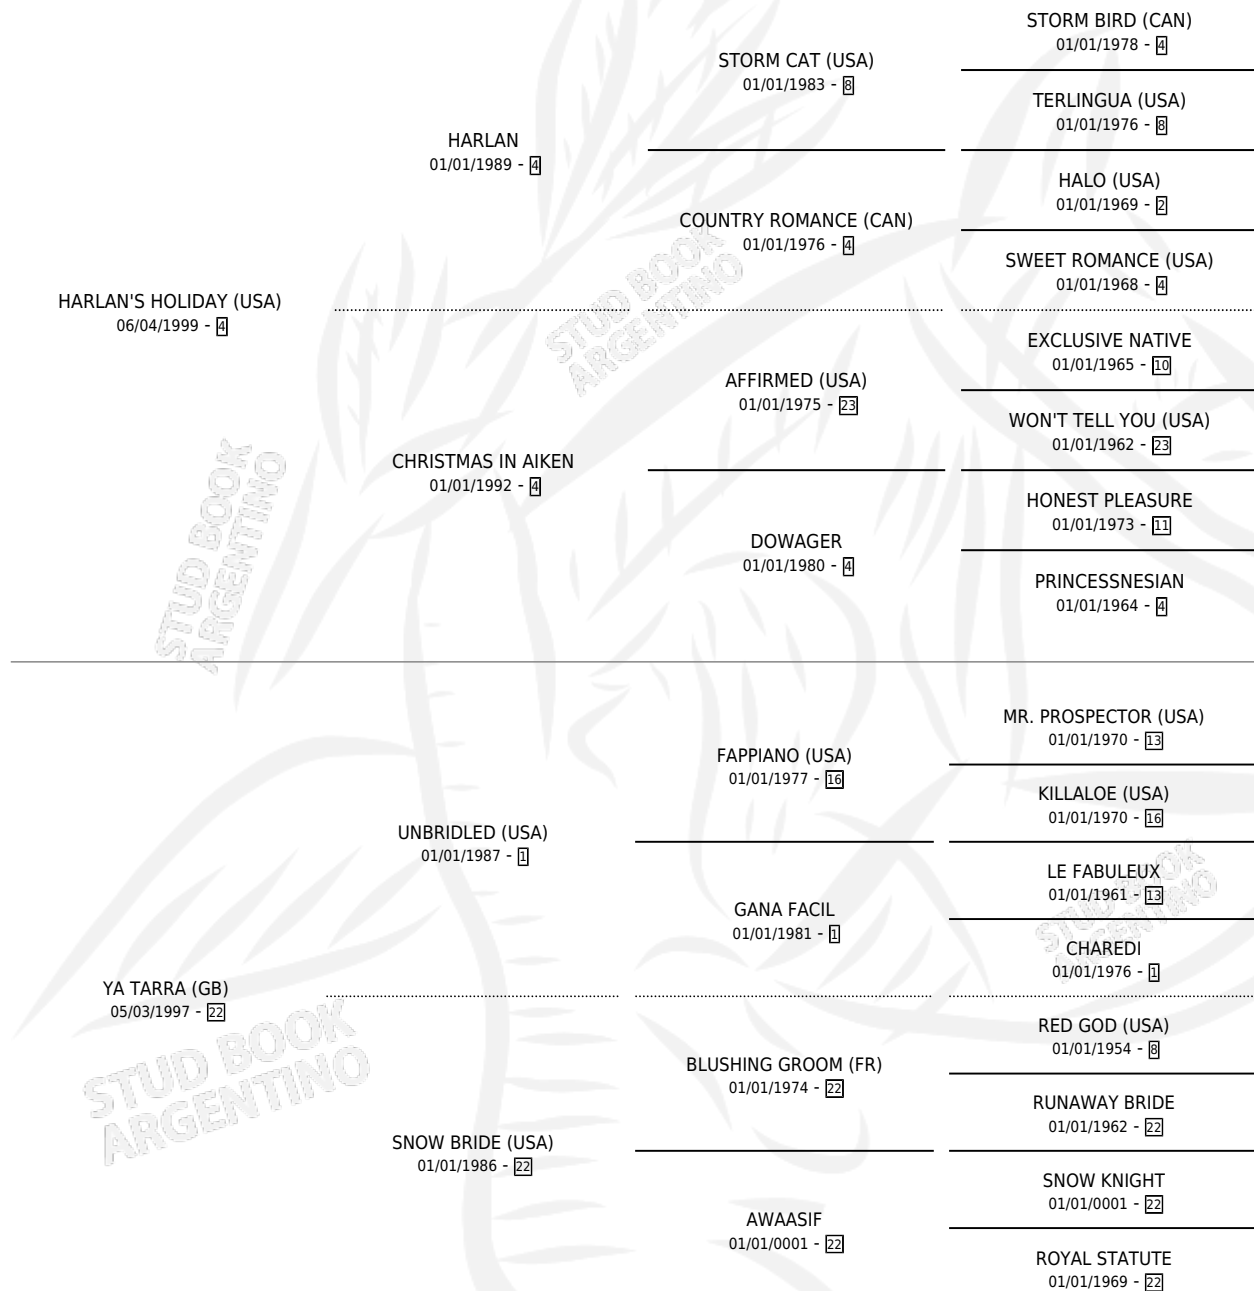 STORM BIRD (CAN)
01/01/1978 - 4
STORM CAT (USA)
01/01/1983 - 8
TERLINGUA (USA)
01/01/1976 - 8
HARLAN
01/01/1989 - 4
HALO (USA)
01/01/1969 - 2
COUNTRY ROMANCE (CAN)
01/01/1976 - 4
SWEET ROMANCE (USA)
01/01/1968 - 4
HARLAN'S HOLIDAY (USA)
06/04/1999 - 4
EXCLUSIVE NATIVE
01/01/1965 - 10
AFFIRMED (USA)
01/01/1975 - 23
WON'T TELL YOU (USA)
01/01/1962 - 23
CHRISTMAS IN AIKEN
01/01/1992 - 4
HONEST PLEASURE
01/01/1973 - 11
DOWAGER
01/01/1980 - 4
PRINCESSNESIAN
01/01/1964 - 4
MR. PROSPECTOR (USA)
01/01/1970 - 13
FAPPIANO (USA)
01/01/1977 - 16
KILLALOE (USA)
01/01/1970 - 16
UNBRIDLED (USA)
01/01/1987 - 1
LE FABULEUX
01/01/1961 - 13
GANA FACIL
01/01/1981 - 1
CHAREDI
01/01/1976 - 1
YA TARRA (GB)
05/03/1997 - 22
RED GOD (USA)
01/01/1954 - 8
BLUSHING GROOM (FR)
01/01/1974 - 22
RUNAWAY BRIDE
01/01/1962 - 22
SNOW BRIDE (USA)
01/01/1986 - 22
SNOW KNIGHT
01/01/0001 - 22
AWAASIF
01/01/0001 - 22
ROYAL STATUTE
01/01/1969 - 22
STUD BOOK
ARGENTINO
STUD BOOK
ARGENTINO
STUD BOOK
ARGENTINO
STUD BOOK
ARGENTINO